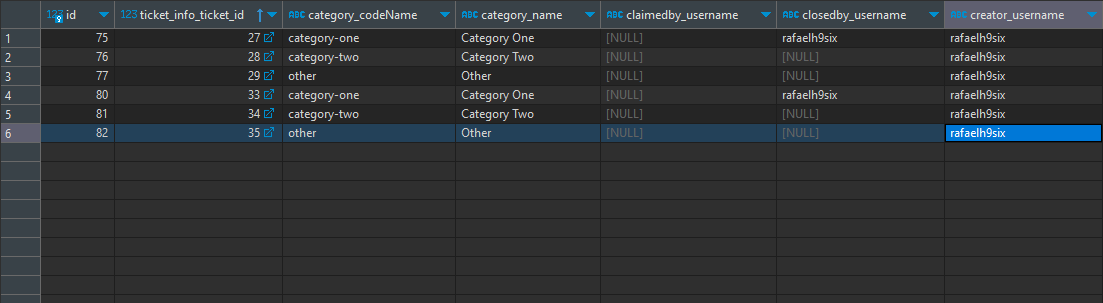 123 id 123 ticket_info_ticket_id ABC category_codeName ABC category_name ABC claimedby_username ABC closedby_username ABC creator_username
1 75 27 category-one Category One [NULL] rafaelh9six rafaelh9six
2 76 28 category-two Category Two [NULL] [NULL] rafaelh9six
3 77 29 other Other [NULL] [NULL] rafaelh9six
4 80 33 category-one Category One [NULL] rafaelh9six rafaelh9six
5 81 34 category-two Category Two [NULL] [NULL] rafaelh9six
6 82 35 other Other [NULL] [NULL] rafaelh9six